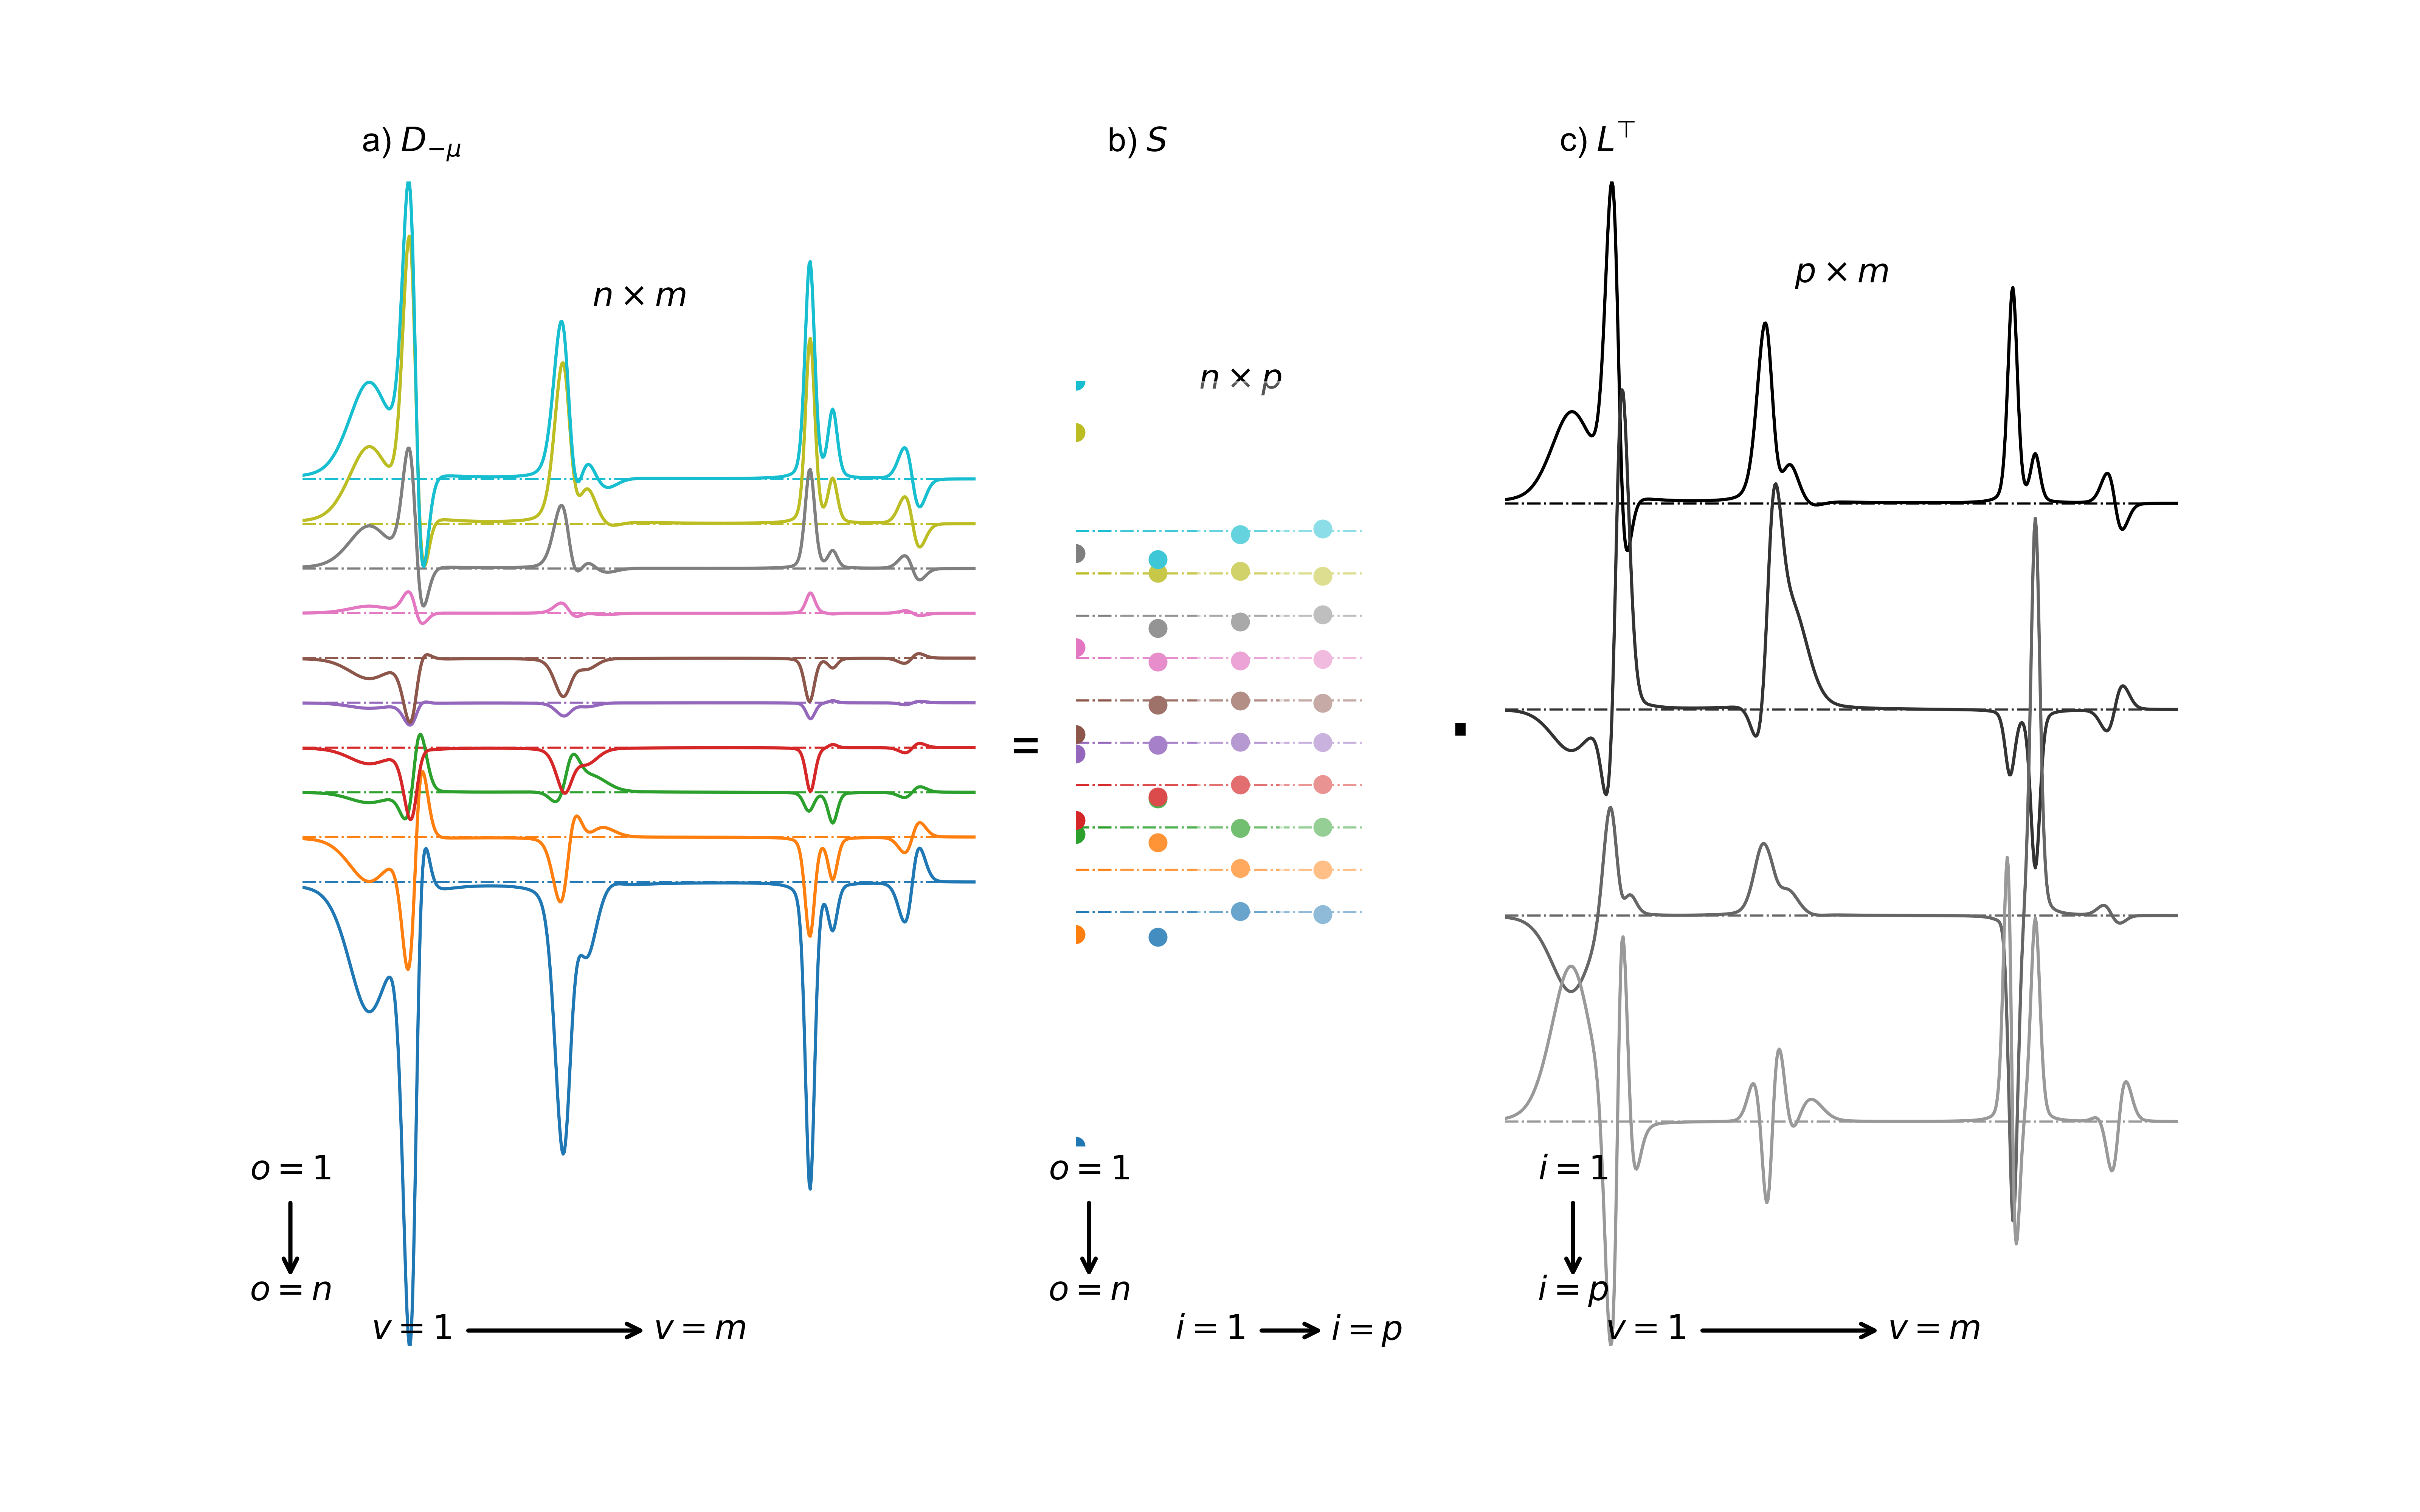 a) D₋μ
b) S
c) L⊤
n × m
p × m
n × p
=
·
o = 1
o = n
v = 1
v = m
o = 1
o = n
i = 1
i = p
i = 1
i = p
v = 1
v = m